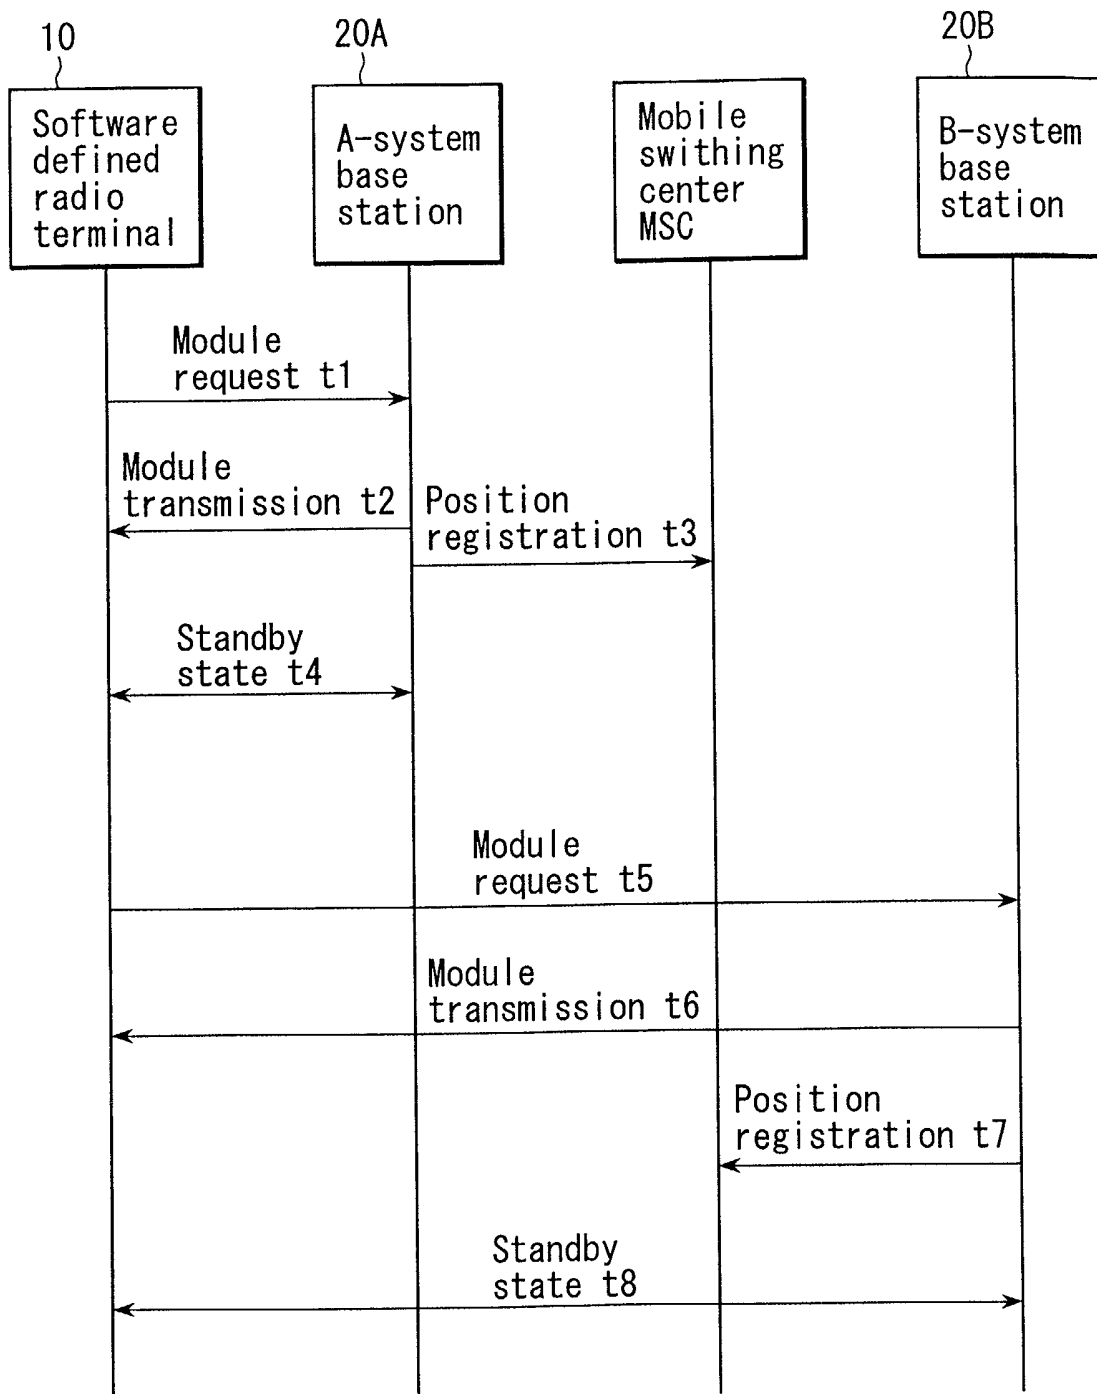 10
20A
20B
Software
defined
radio
terminal
A-system
base
station
Mobile
swithing
center
MSC
B-system
base
station
Module
request t1
Module
transmission t2
Position
registration t3
Standby
state t4
Module
request t5
Module
transmission t6
Position
registration t7
Standby
state t8